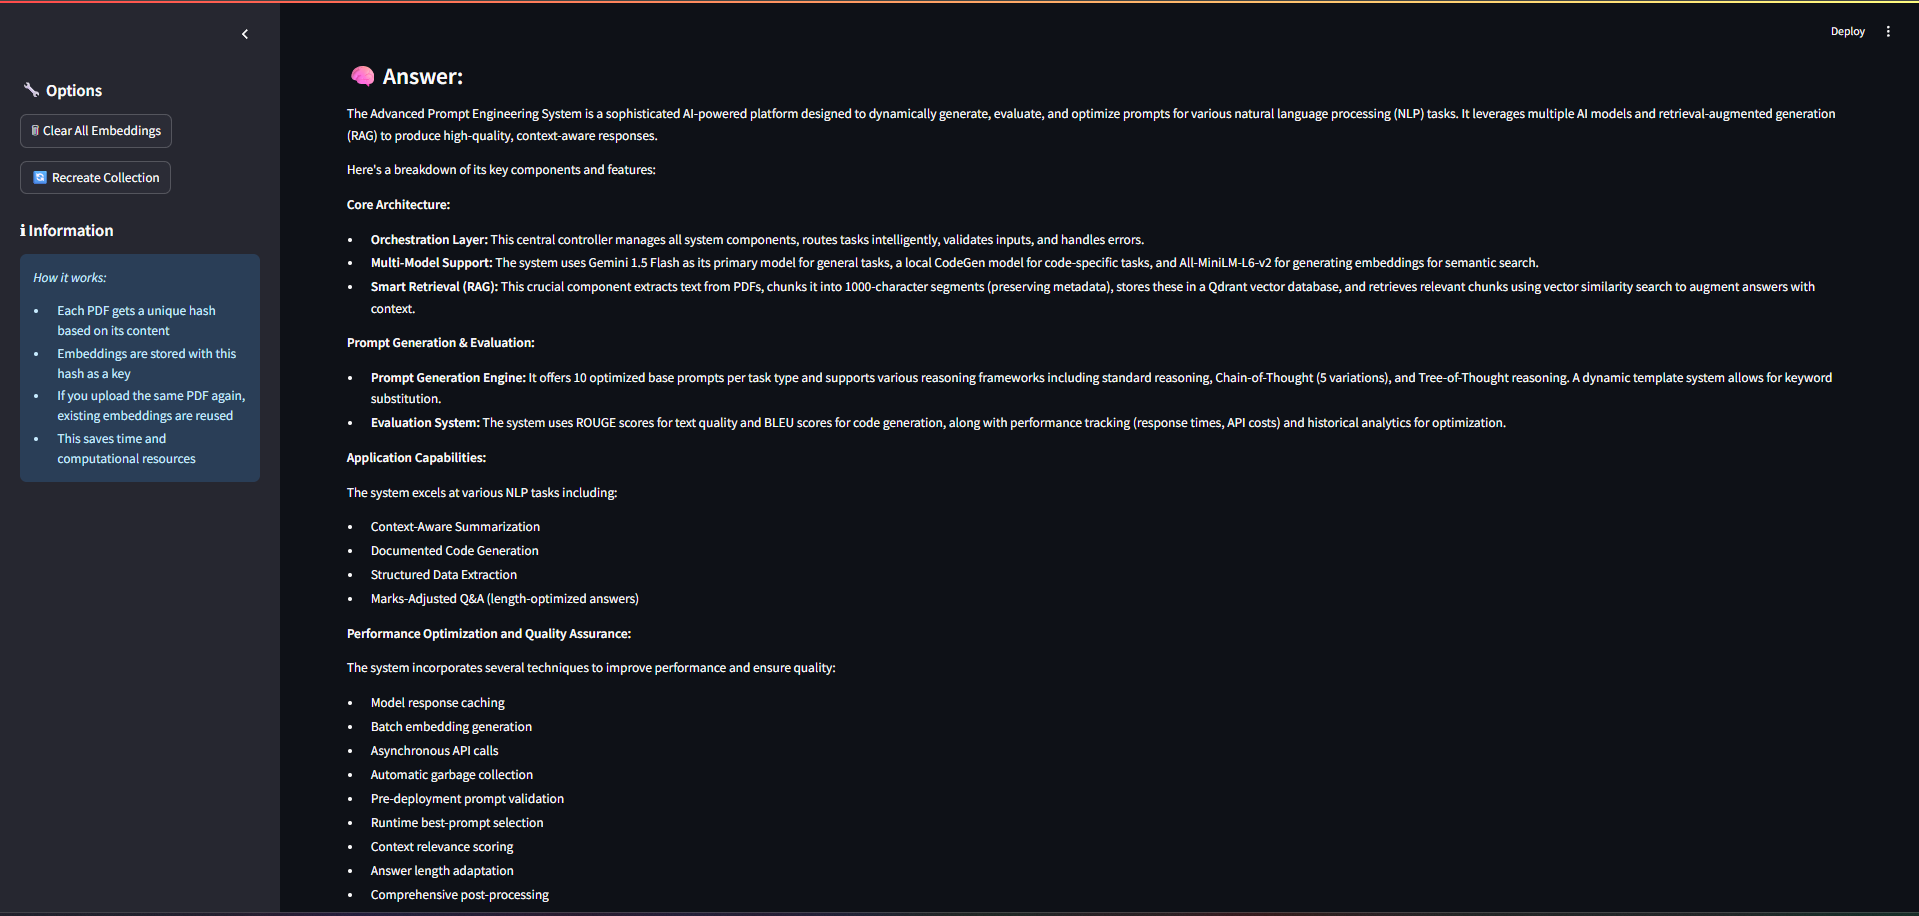 Deploy
Options
Clear All Embeddings
Recreate Collection
Information
How it works:
• Each PDF gets a unique hash
based on its content
• Embeddings are stored with this
hash as a key
• If you upload the same PDF again,
existing embeddings are reused
• This saves time and
computational resources
Answer:
The Advanced Prompt Engineering System is a sophisticated AI-powered platform designed to dynamically generate, evaluate, and optimize prompts for various natural language processing (NLP) tasks. It leverages multiple AI models and retrieval-augmented generation
(RAG) to produce high-quality, context-aware responses.
Here's a breakdown of its key components and features:
Core Architecture:
• Orchestration Layer: This central controller manages all system components, routes tasks intelligently, validates inputs, and handles errors.
• Multi-Model Support: The system uses Gemini 1.5 Flash as its primary model for general tasks, a local CodeGen model for code-specific tasks, and All-MiniLM-L6-v2 for generating embeddings for semantic search.
• Smart Retrieval (RAG): This crucial component extracts text from PDFs, chunks it into 1000-character segments (preserving metadata), stores these in a Qdrant vector database, and retrieves relevant chunks using vector similarity search to augment answers with
context.
Prompt Generation & Evaluation:
• Prompt Generation Engine: It offers 10 optimized base prompts per task type and supports various reasoning frameworks including standard reasoning, Chain-of-Thought (5 variations), and Tree-of-Thought reasoning. A dynamic template system allows for keyword
substitution.
• Evaluation System: The system uses ROUGE scores for text quality and BLEU scores for code generation, along with performance tracking (response times, API costs) and historical analytics for optimization.
Application Capabilities:
The system excels at various NLP tasks including:
• Context-Aware Summarization
• Documented Code Generation
• Structured Data Extraction
• Marks-Adjusted Q&A (length-optimized answers)
Performance Optimization and Quality Assurance:
The system incorporates several techniques to improve performance and ensure quality:
• Model response caching
• Batch embedding generation
• Asynchronous API calls
• Automatic garbage collection
• Pre-deployment prompt validation
• Runtime best-prompt selection
• Context relevance scoring
• Answer length adaptation
• Comprehensive post-processing